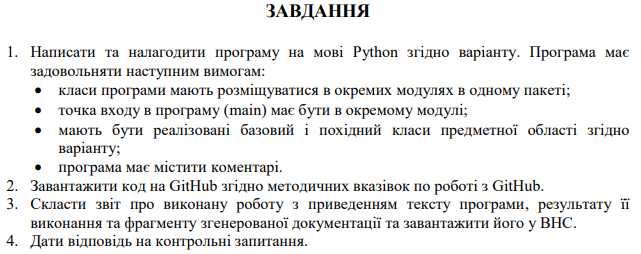 ЗАВДАННЯ
1. Написати та налагодити програму на мові Python згідно варіанту. Програма має
задовольняти наступним вимогам:
• класи програми мають розміщуватися в окремих модулях в одному пакеті;
• точка входу в програму (main) має бути в окремому модулі;
• мають бути реалізовані базовий і похідний класи предметної області згідно
варіанту;
• програма має містити коментарі.
2. Завантажити код на GitHub згідно методичних вказівок по роботі з GitHub.
3. Скласти звіт про виконану роботу з приведенням тексту програми, результату її
виконання та фрагменту згенерованої документації та завантажити його у ВНС.
4. Дати відповідь на контрольні запитання.